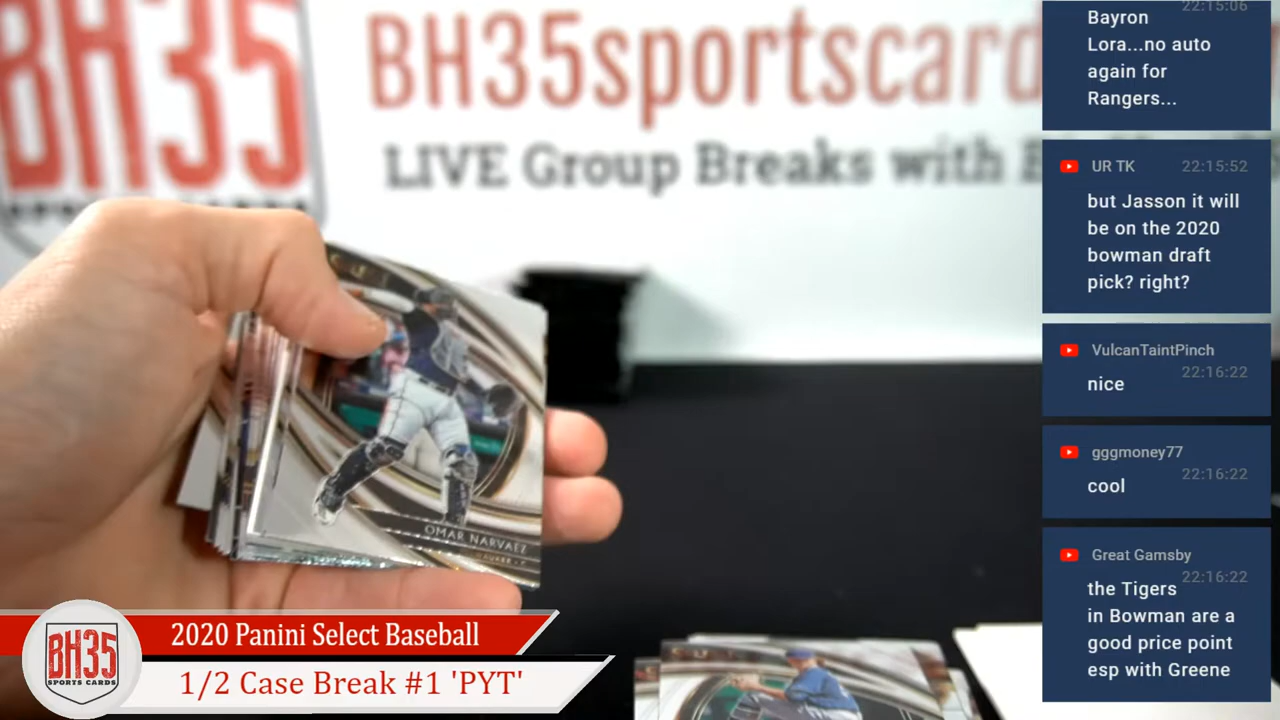 BH35
SPORTS CARDS
BH35sportscard
LIVE Group Breaks with
OMAR NARVAEZ
22:15:06
Bayron
Lora...no auto
again for
Rangers...
UR TK 22:15:52
but Jasson it will
be on the 2020
bowman draft
pick? right?
VulcanTaintPinch
22:16:22
nice
gggmoney77
22:16:22
cool
Great Gamsby
22:16:22
the Tigers
in Bowman are a
good price point
esp with Greene
BH35
SPORTS CARDS
2020 Panini Select Baseball
1/2 Case Break #1 'PYT'